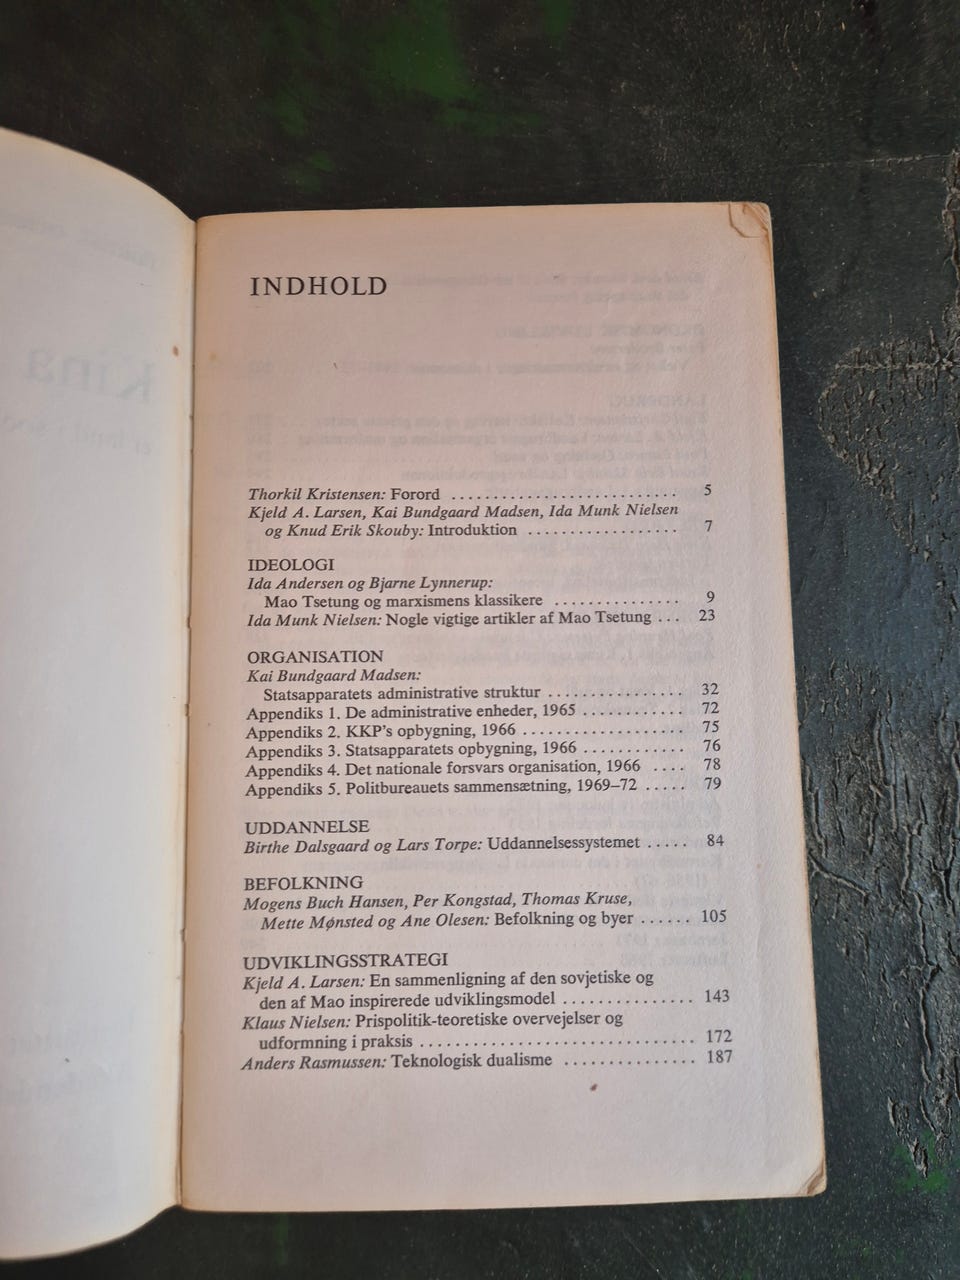 INDHOLD
Thorkil Kristensen: Forord ........................... 5
Kjeld A. Larsen, Kai Bundgaard Madsen, Ida Munk Nielsen
og Knud Erik Skouby: Introduktion .................. 7
IDEOLOGI
Ida Andersen og Bjarne Lynnerup:
Mao Tsetung og marxismens klassikere ............... 9
Ida Munk Nielsen: Nogle vigtige artikler af Mao Tsetung ... 23
ORGANISATION
Kai Bundgaard Madsen:
Statsapparatets administrative struktur ................ 32
Appendiks 1. De administrative enheder, 1965 ............ 72
Appendiks 2. KKP's opbygning, 1966 ................... 75
Appendiks 3. Statsapparatets opbygning, 1966 ............ 76
Appendiks 4. Det nationale forsvars organisation, 1966 .... 78
Appendiks 5. Politbureauets sammensætning, 1969–72 ..... 79
UDDANNELSE
Birthe Dalsgaard og Lars Torpe: Uddannelsessystemet ..... 84
BEFOLKNING
Mogens Buch Hansen, Per Kongstad, Thomas Kruse,
Mette Mønsted og Ane Olesen: Befolkning og byer ...... 105
UDVIKLINGSSTRATEGI
Kjeld A. Larsen: En sammenligning af den sovjetiske og
den af Mao inspirerede udviklingsmodel ............... 143
Klaus Nielsen: Prispolitik-teoretiske overvejelser og
udformning i praksis ................................ 172
Anders Rasmussen: Teknologisk dualisme ............... 187